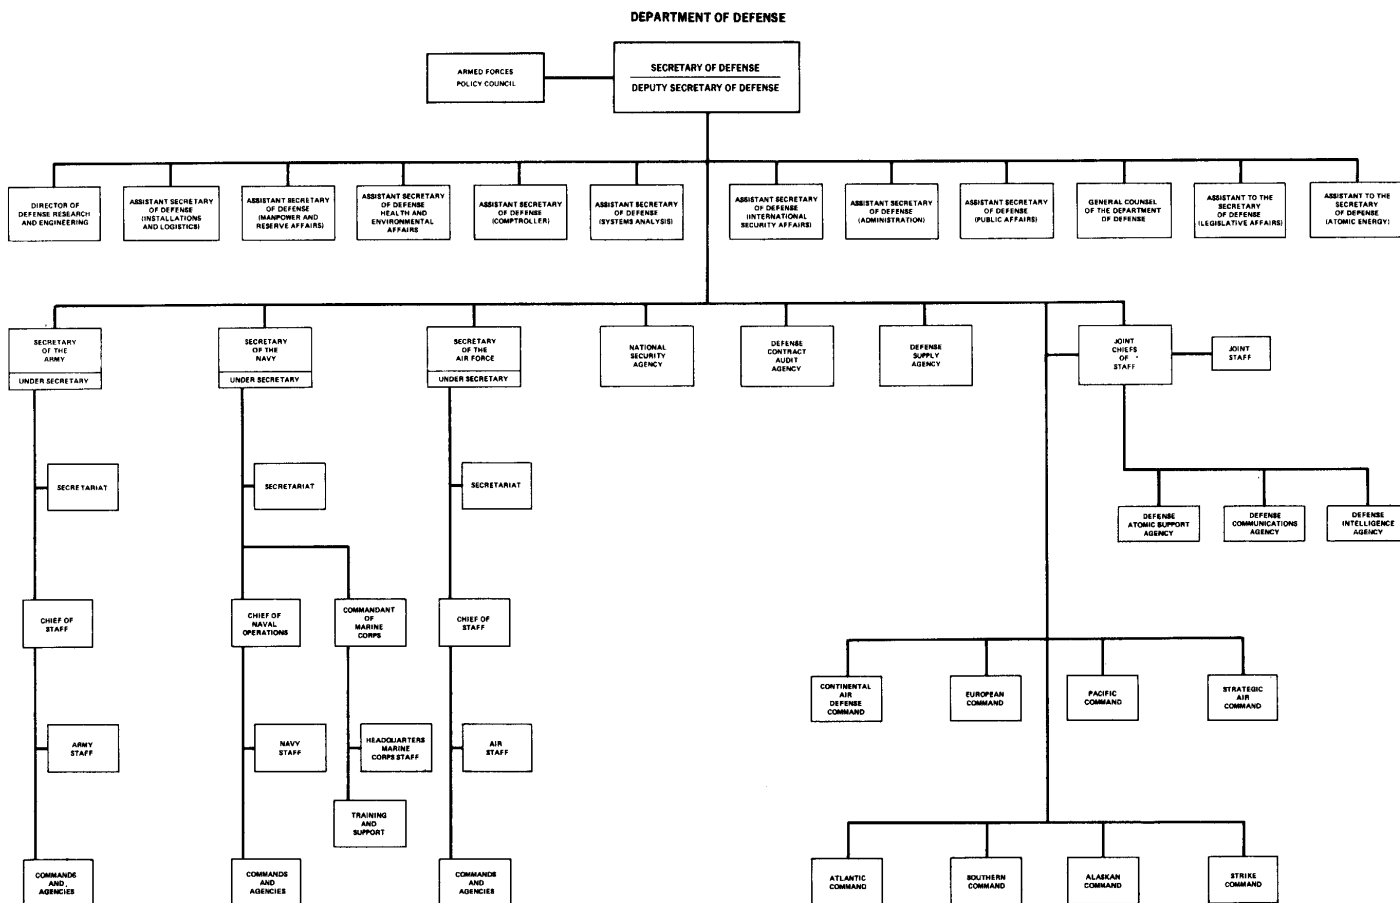 DEPARTMENT OF DEFENSE
ARMED FORCES
POLICY COUNCIL
SECRETARY OF DEFENSE
DEPUTY SECRETARY OF DEFENSE
DIRECTOR OF
DEFENSE RESEARCH
AND ENGINEERING
ASSISTANT SECRETARY
OF DEFENSE
(INSTALLATIONS
AND LOGISTICS)
ASSISTANT SECRETARY
OF DEFENSE
(MANPOWER AND
RESERVE AFFAIRS)
ASSISTANT SECRETARY
OF DEFENSE
HEALTH AND
ENVIRONMENTAL
AFFAIRS
ASSISTANT SECRETARY
OF DEFENSE
(COMPTROLLER)
ASSISTANT SECRETARY
OF DEFENSE
(SYSTEMS ANALYSIS)
ASSISTANT SECRETARY
OF DEFENSE
(INTERNATIONAL
SECURITY AFFAIRS)
ASSISTANT SECRETARY
OF DEFENSE
(ADMINISTRATION)
ASSISTANT SECRETARY
OF DEFENSE
(PUBLIC AFFAIRS)
GENERAL COUNSEL
OF THE DEPARTMENT
OF DEFENSE
ASSISTANT TO THE
SECRETARY
OF DEFENSE
(LEGISLATIVE AFFAIRS)
ASSISTANT TO THE
SECRETARY
OF DEFENSE
(ATOMIC ENERGY)
SECRETARY
OF THE
ARMY
UNDER SECRETARY
SECRETARY
OF THE
NAVY
UNDER SECRETARY
SECRETARY
OF THE
AIR FORCE
UNDER SECRETARY
NATIONAL
SECURITY
AGENCY
DEFENSE
CONTRACT
AUDIT
AGENCY
DEFENSE
SUPPLY
AGENCY
JOINT
CHIEFS
OF
STAFF
JOINT
STAFF
SECRETARIAT
SECRETARIAT
SECRETARIAT
DEFENSE
ATOMIC SUPPORT
AGENCY
DEFENSE
COMMUNICATIONS
AGENCY
DEFENSE
INTELLIGENCE
AGENCY
CHIEF OF
STAFF
CHIEF OF
NAVAL
OPERATIONS
COMMANDANT
OF
MARINE
CORPS
CHIEF OF
STAFF
CONTINENTAL
AIR
DEFENSE
COMMAND
EUROPEAN
COMMAND
PACIFIC
COMMAND
STRATEGIC
AIR
COMMAND
ARMY
STAFF
NAVY
STAFF
HEADQUARTERS
MARINE
CORPS STAFF
AIR
STAFF
TRAINING
AND
SUPPORT
COMMANDS
AND,
AGENCIES
COMMANDS
AND
AGENCIES
COMMANDS
AND
AGENCIES
ATLANTIC
COMMAND
SOUTHERN
COMMAND
ALASKAN
COMMAND
STRIKE
COMMAND